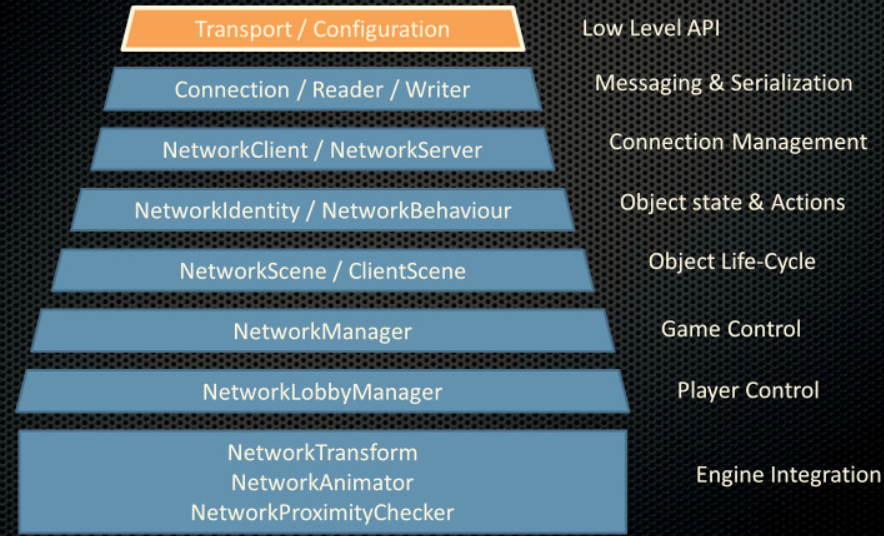 Transport / Configuration
Low Level API
Connection / Reader / Writer
Messaging & Serialization
NetworkClient / NetworkServer
Connection Management
NetworkIdentity / NetworkBehaviour
Object state & Actions
NetworkScene / ClientScene
Object Life-Cycle
NetworkManager
Game Control
NetworkLobbyManager
Player Control
NetworkTransform
NetworkAnimator
NetworkProximityChecker
Engine Integration